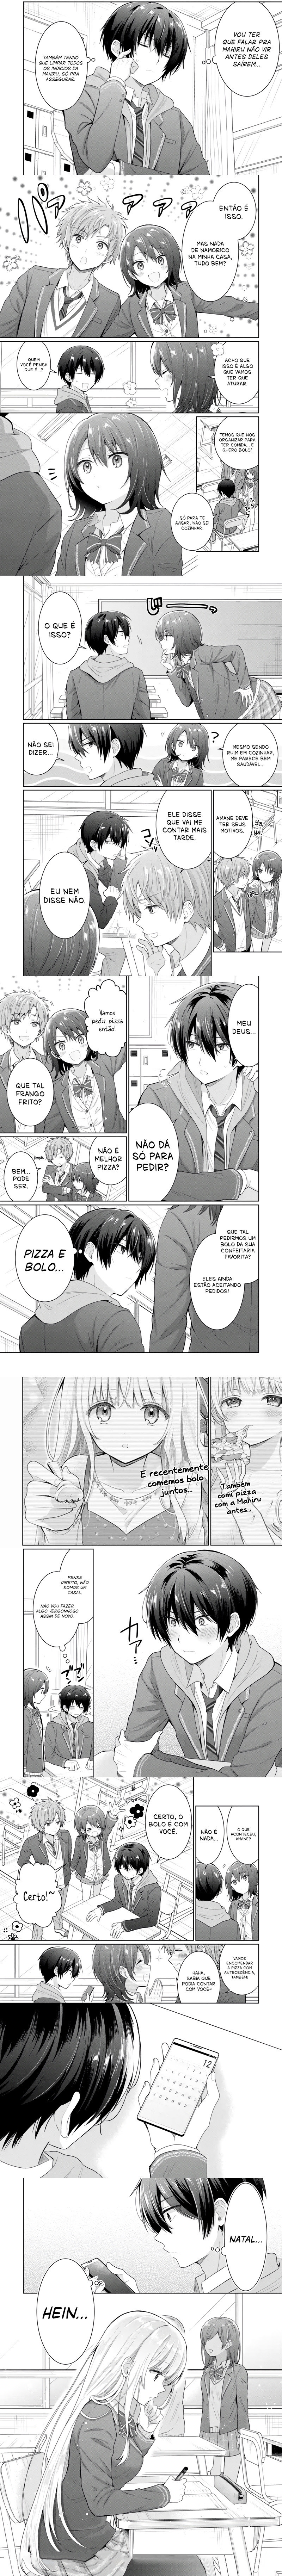 VOU TER
QUE FALAR PRA
MAHIRU NÃO VIR
ANTES DELES
SAÍREM...
TAMBÉM TENHO
QUE LIMPAR TODOS
OS INDÍCIOS DA
MAHIRU, SÓ PRA
ASSEGURAR.
ENTÃO É
ISSO.
MAS NADA
DE NAMORICO
NA MINHA CASA,
TUDO BEM?
パァァァ
ACHO QUE
ISSO É ALGO
QUE VAMOS
TER QUE
ATURAR.
QUEM
VOCÊ PENSA
QUE É...?
TEMOS QUE NOS
ORGANIZAR PARA
TER COMIDA... E
QUERO BOLO!
SÓ PARA TE
AVISAR, NÃO SEI
COZINHAR.
O QUE É
ISSO?
MESMO SENDO
RUIM EM COZINHAR,
ME PARECE BEM
SAUDÁVEL...
?
NÃO SEI
DIZER...
AMANE DEVE
TER SEUS
MOTIVOS.
ELE DISSE
QUE VAI ME
CONTAR MAIS
TARDE.
EU NEM
DISSE NÃO.
MEU
DEUS...
NÃO DÁ
SÓ PARA
PEDIR?
Vamos
pedir pizza
então!
QUE TAL
FRANGO
FRITO?
NÃO É
MELHOR
PIZZA?
BEM...
PODE
SER.
QUE TAL
PEDIRMOS UM
BOLO DA SUA
CONFEITARIA
FAVORITA?
ELES AINDA
ESTÃO ACEITANDO
PEDIDOS!
PIZZA E
BOLO...
Também
comi pizza
com a Mahiru
antes...
E recentemente
comemos bolo
juntos...
カァ...
PENSE
DIREITO, NÃO
SOMOS UM
CASAL.
NÃO VOU FAZER
ALGO VERGONHOSO
ASSIM DE NOVO.
O QUE
ACONTECEU,
AMANE?
NÃO É
NADA...
CERTO, O
BOLO É COM
VOCÊ.
Certo!~
VAMOS
ENCOMENDAR
A PIZZA COM
ANTECEDÊNCIA,
TAMBÉM!
HAHA,
SABIA QUE
PODIA CONTAR
COM VOCÊ~
12
NATAL...
HEIN...